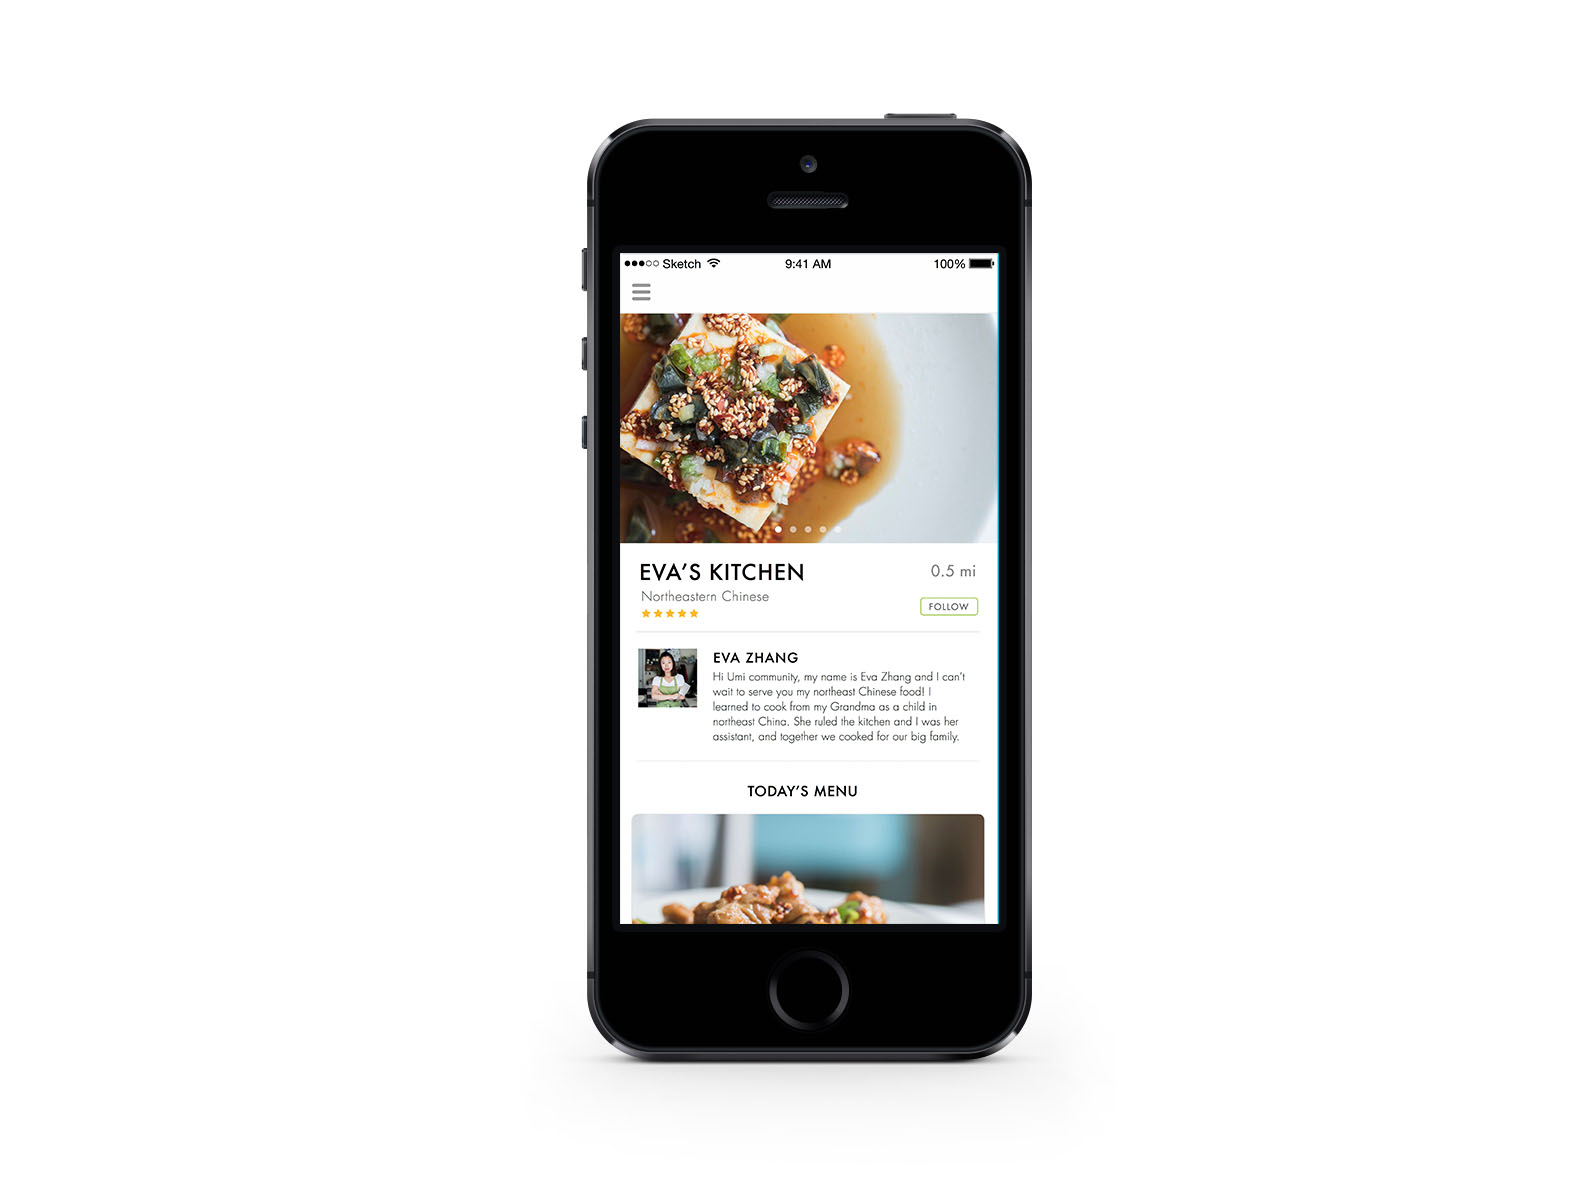 Sketch 9:41 AM 100%
EVA'S KITCHEN 0.5 mi
Northeastern Chinese
FOLLOW
EVA ZHANG
Hi Umi community, my name is Eva Zhang and I can't
wait to serve you my northeast Chinese food! I
learned to cook from my Grandma as a child in
northeast China. She ruled the kitchen and I was her
assistant, and together we cooked for our big family.
TODAY'S MENU